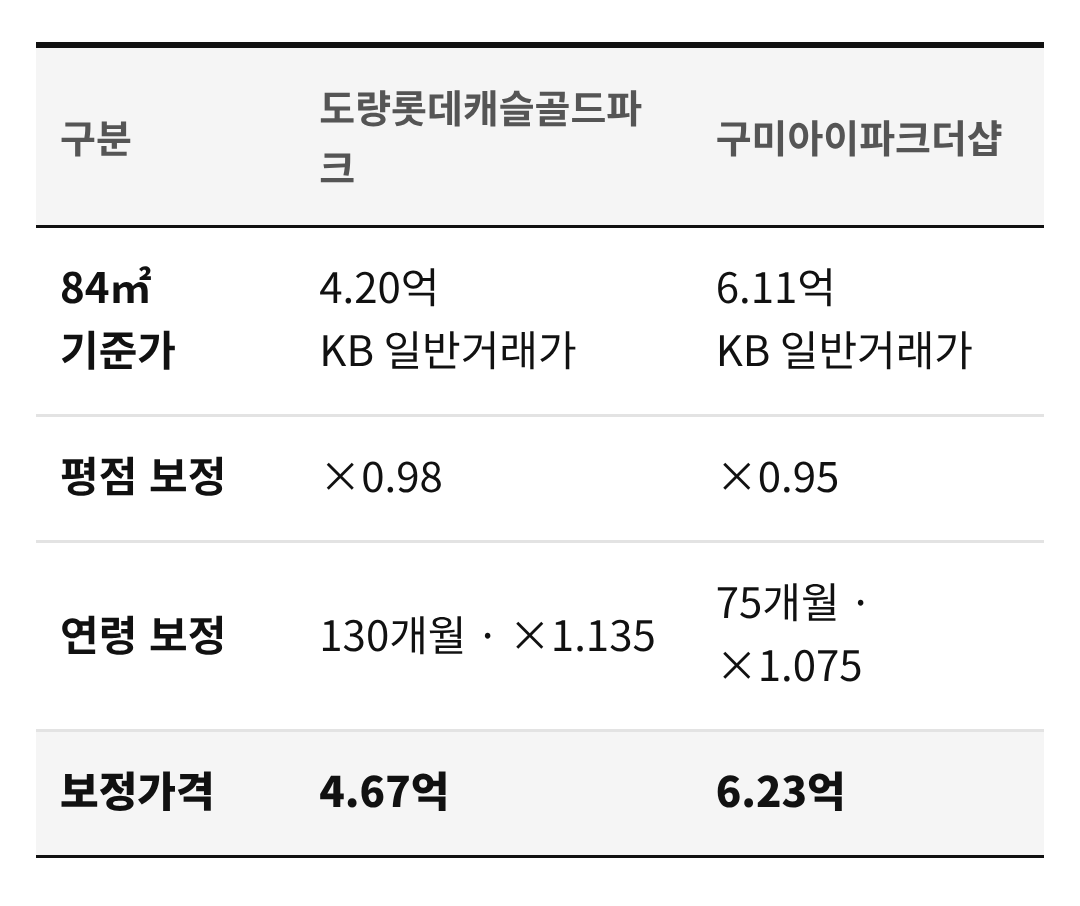 구분
도량롯데캐슬골드파
크
구미아이파크더샵
84㎡
기준가
4.20억
KB 일반거래가
6.11억
KB 일반거래가
평점 보정
×0.98
×0.95
연령 보정
130개월 · ×1.135
75개월 ·
×1.075
보정가격
4.67억
6.23억